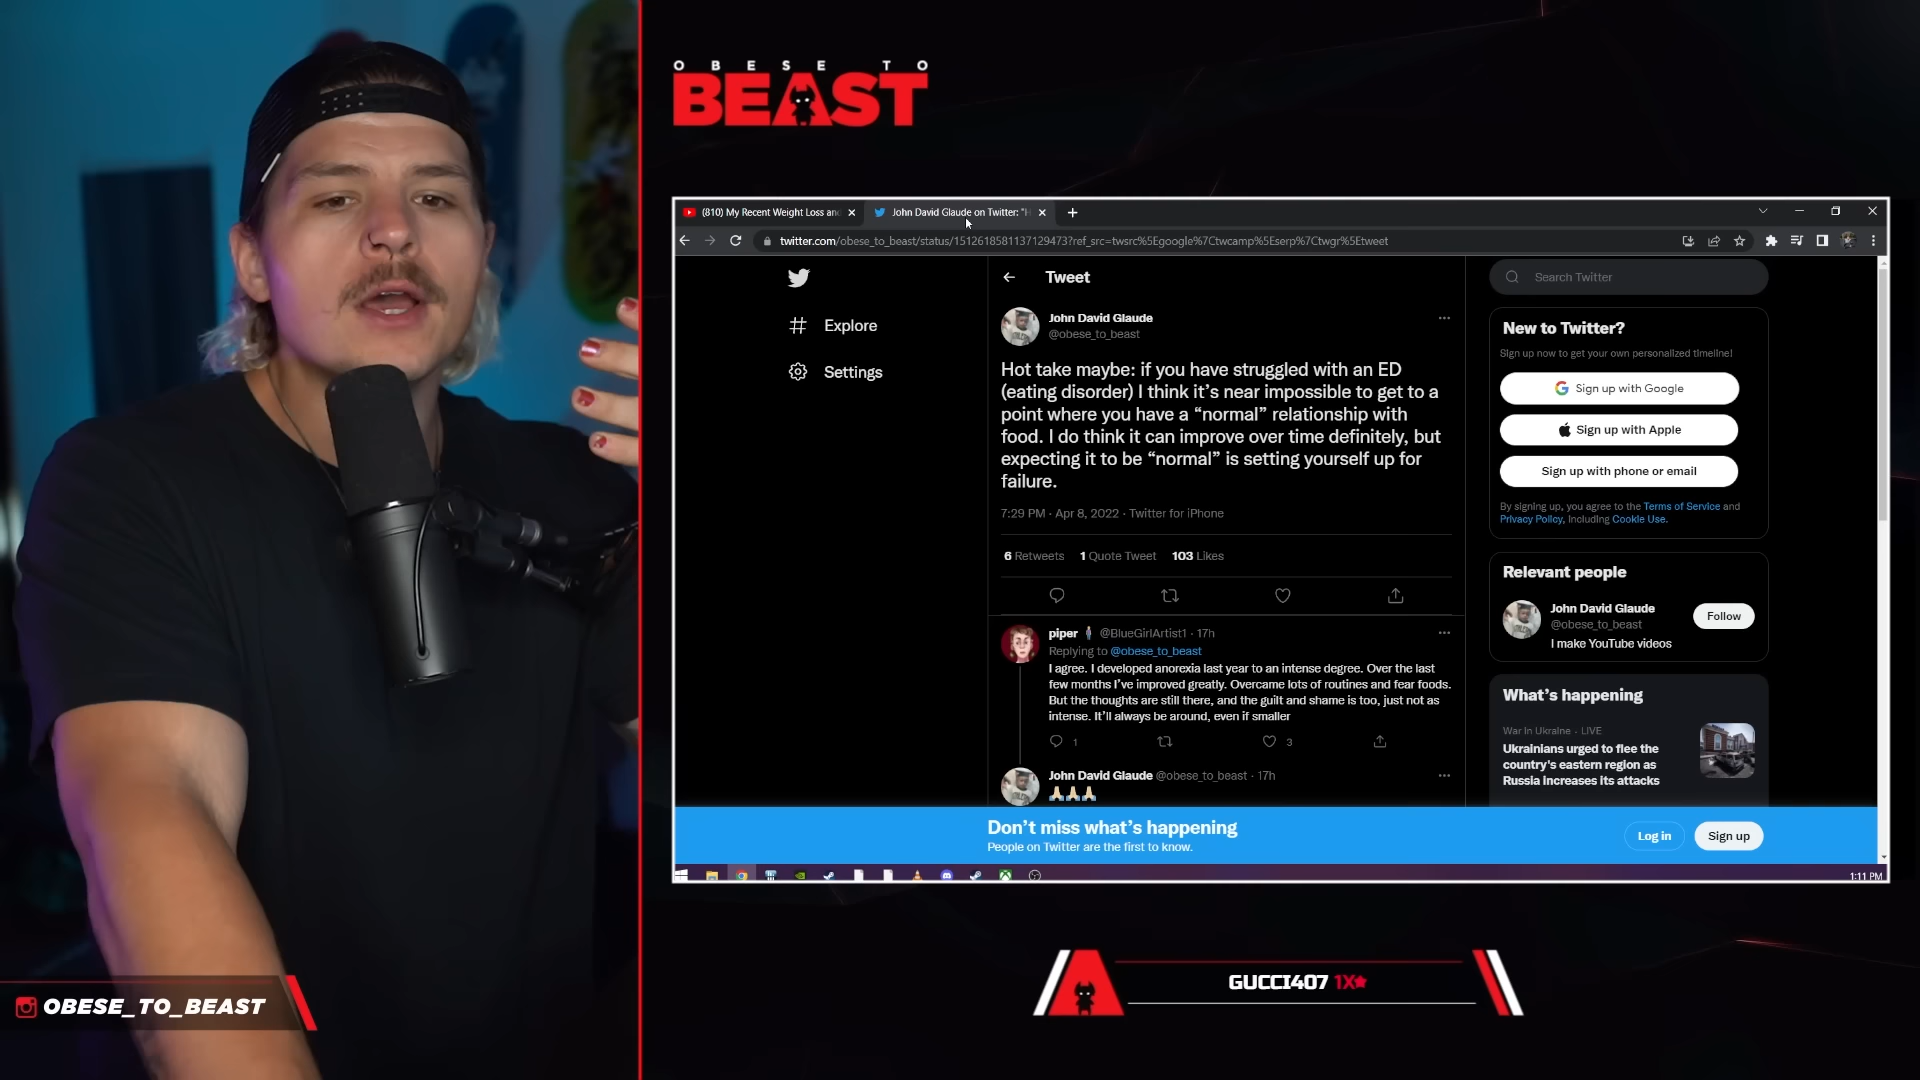 OBESE TO
BEAST
(810) My Recent Weight Loss and
John David Glaude on Twitter: "H
twitter.com/obese_to_beast/status/1512618581137129473?ref_src=twsrc%5Egoogle%7Ctwcamp%5Eserp%7Ctwgr%5Etweet
Explore
Settings
Tweet
John David Glaude
@obese_to_beast
Hot take maybe: if you have struggled with an ED
(eating disorder) I think it’s near impossible to get to a
point where you have a “normal” relationship with
food. I do think it can improve over time definitely, but
expecting it to be “normal” is setting yourself up for
failure.
7:29 PM · Apr 8, 2022 · Twitter for iPhone
6 Retweets 1 Quote Tweet 103 Likes
piper @BlueGirlArtist1 · 17h
Replying to @obese_to_beast
I agree. I developed anorexia last year to an intense degree. Over the last
few months I’ve improved greatly. Overcame lots of routines and fear foods.
But the thoughts are still there, and the guilt and shame is too, just not as
intense. It’ll always be around, even if smaller
1 3
John David Glaude @obese_to_beast · 17h
Search Twitter
New to Twitter?
Sign up now to get your own personalized timeline!
Sign up with Google
Sign up with Apple
Sign up with phone or email
By signing up, you agree to the Terms of Service and
Privacy Policy, including Cookie Use.
Relevant people
John David Glaude
@obese_to_beast
Follow
I make YouTube videos
What’s happening
War in Ukraine · LIVE
Ukrainians urged to flee the
country's eastern region as
Russia increases its attacks
Don’t miss what’s happening
People on Twitter are the first to know.
Log in
Sign up
1:11 PM
OBESE_TO_BEAST
GUCCI407 1X